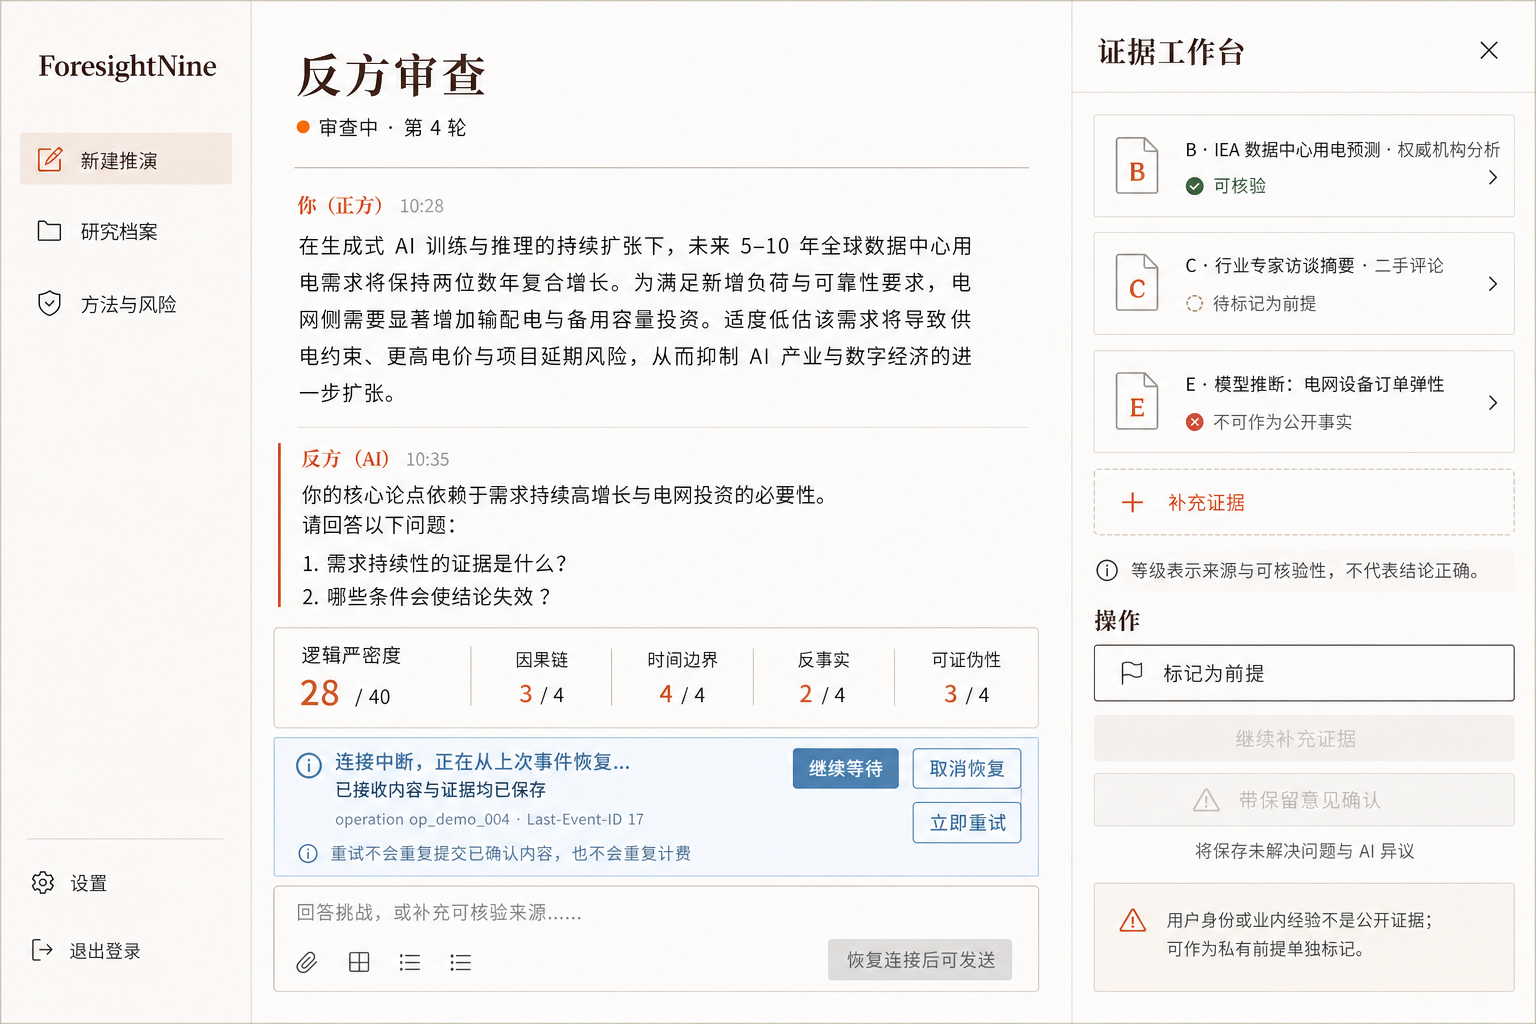 ForesightNine
新建推演
研究档案
方法与风险
设置
退出登录
反方审查
审查中 · 第 4 轮
你（正方） 10:28
在生成式 AI 训练与推理的持续扩张下，未来 5–10 年全球数据中心用
电需求将保持两位数年复合增长。为满足新增负荷与可靠性要求，电
网侧需要显著增加输配电与备用容量投资。适度低估该需求将导致供
电约束、更高电价与项目延期风险，从而抑制 AI 产业与数字经济的进
一步扩张。
反方（AI） 10:35
你的核心论点依赖于需求持续高增长与电网投资的必要性。
请回答以下问题：
1. 需求持续性的证据是什么？
2. 哪些条件会使结论失效？
逻辑严密度
28 / 40
因果链
3 / 4
时间边界
4 / 4
反事实
2 / 4
可证伪性
3 / 4
连接中断，正在从上次事件恢复...
已接收内容与证据均已保存
operation op_demo_004 · Last-Event-ID 17
重试不会重复提交已确认内容，也不会重复计费
继续等待
取消恢复
立即重试
回答挑战，或补充可核验来源……
恢复连接后可发送
证据工作台
B
B · IEA 数据中心用电预测 · 权威机构分析
可核验
C
C · 行业专家访谈摘要 · 二手评论
待标记为前提
E
E · 模型推断：电网设备订单弹性
不可作为公开事实
补充证据
等级表示来源与可核验性，不代表结论正确。
操作
标记为前提
继续补充证据
带保留意见确认
将保存未解决问题与 AI 异议
用户身份或业内经验不是公开证据；
可作为私有前提单独标记。